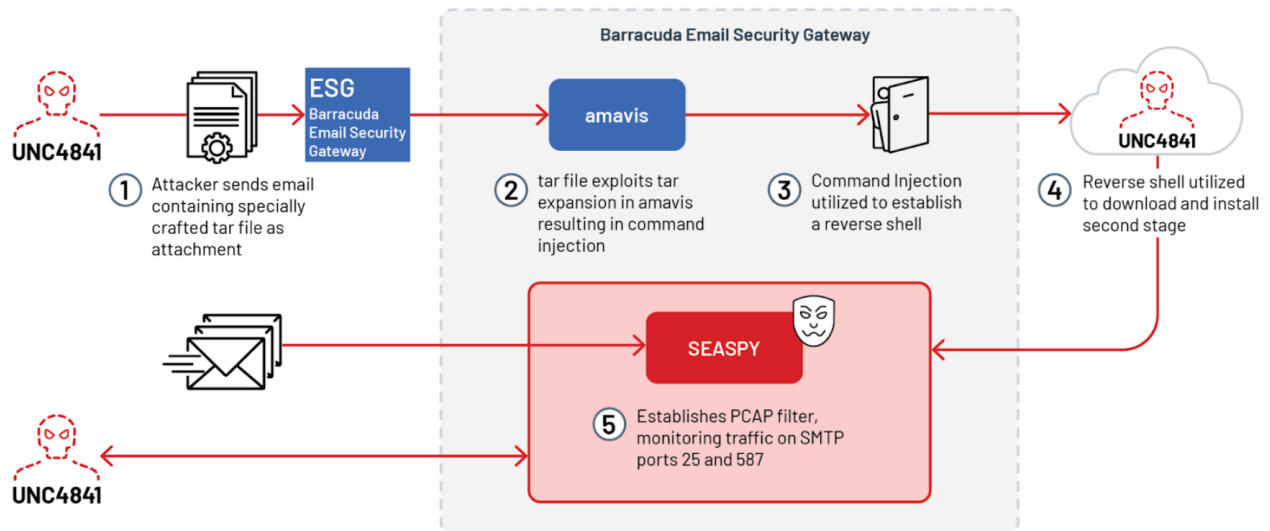 Barracuda Email Security Gateway
ESG
Barracuda
Email Security
Gateway
amavis
UNC4841
UNC4841
1
Attacker sends email
containing specially
crafted tar file as
attachment
2
tar file exploits tar
expansion in amavis
resulting in command
injection
3
Command Injection
utilized to establish
a reverse shell
4
Reverse shell utilized
to download and install
second stage
SEASPY
5
Establishes PCAP filter,
monitoring traffic on SMTP
ports 25 and 587
UNC4841